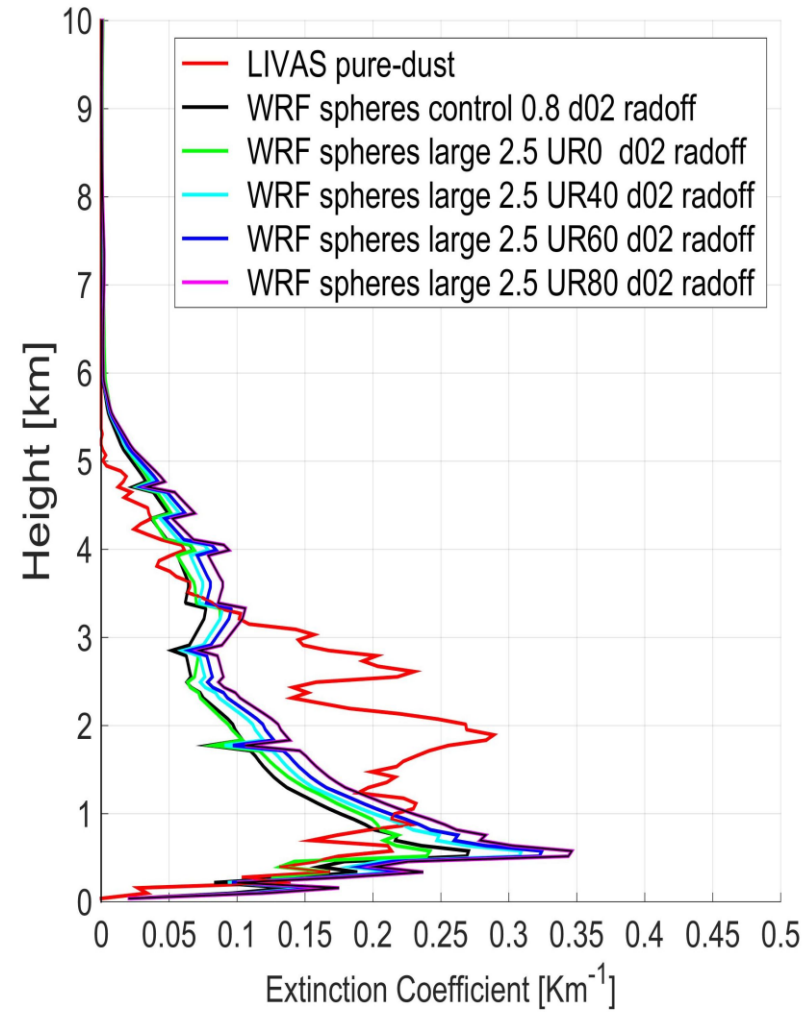 10
9
8
7
6
5
4
3
2
1
0
Height [km]
LIVAS pure-dust
WRF spheres control 0.8 d02 radoff
WRF spheres large 2.5 UR0  d02 radoff
WRF spheres large 2.5 UR40 d02 radoff
WRF spheres large 2.5 UR60 d02 radoff
WRF spheres large 2.5 UR80 d02 radoff
0 0.05 0.1 0.15 0.2 0.25 0.3 0.35 0.4 0.45 0.5
Extinction Coefficient [Km⁻¹]